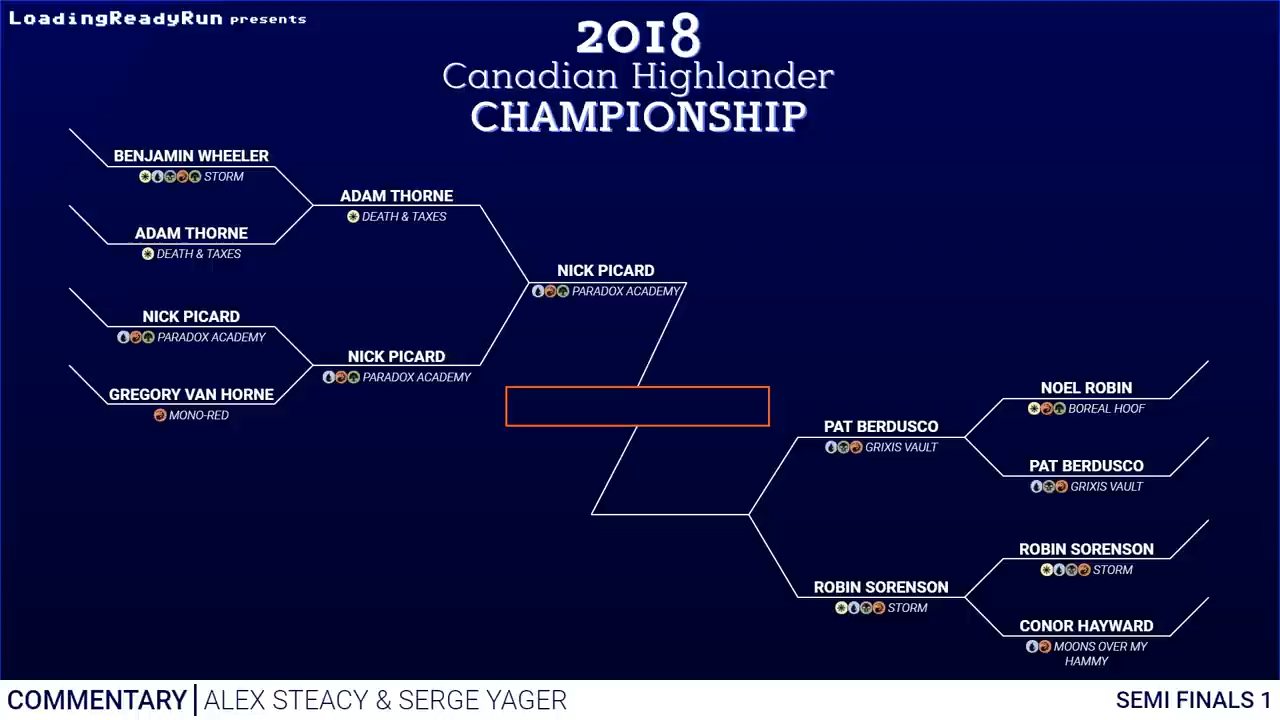 LoadingReadyRun presents
2018
Canadian Highlander
CHAMPIONSHIP
BENJAMIN WHEELER
STORM
ADAM THORNE
DEATH & TAXES
NICK PICARD
PARADOX ACADEMY
GREGORY VAN HORNE
MONO-RED
ADAM THORNE
DEATH & TAXES
NICK PICARD
PARADOX ACADEMY
NICK PICARD
PARADOX ACADEMY
PAT BERDUSCO
GRIXIS VAULT
ROBIN SORENSON
STORM
NOEL ROBIN
BOREAL HOOF
PAT BERDUSCO
GRIXIS VAULT
ROBIN SORENSON
STORM
CONOR HAYWARD
MOONS OVER MY
HAMMY
COMMENTARY ALEX STEACY & SERGE YAGER
SEMI FINALS 1